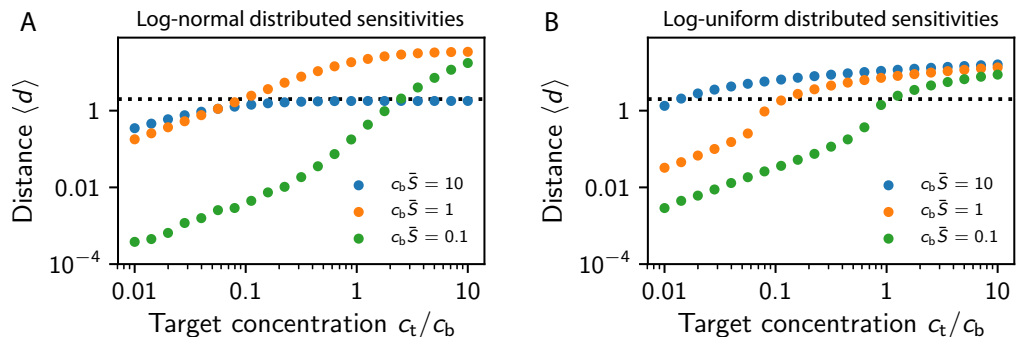 A
Log-normal distributed sensitivities
Distance ⟨d⟩
1
0.01
10⁻⁴
0.01
0.1
1
10
c_b S̄ = 10
c_b S̄ = 1
c_b S̄ = 0.1
Target concentration c_t/c_b
B
Log-uniform distributed sensitivities
Distance ⟨d⟩
1
0.01
10⁻⁴
0.01
0.1
1
10
c_b S̄ = 10
c_b S̄ = 1
c_b S̄ = 0.1
Target concentration c_t/c_b